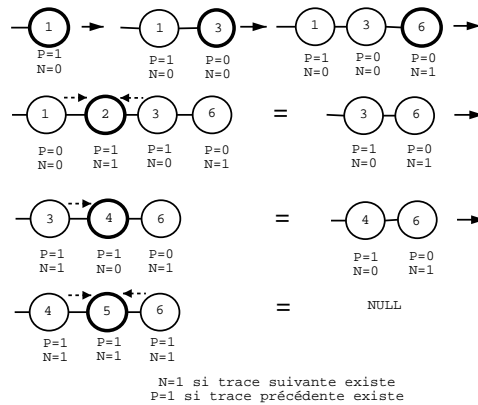 1 1 3 1 3 6
P=1 P=1 P=0 P=1 P=0 P=0
N=0 N=0 N=0 N=0 N=0 N=1
1 2 3 6 = 3 6
P=0 P=1 P=1 P=0 P=1 P=0
N=0 N=1 N=0 N=1 N=0 N=1
3 4 6 = 4 6
P=1 P=1 P=0 P=1 P=0
N=1 N=0 N=1 N=0 N=1
4 5 6 = NULL
P=1 P=1 P=1
N=1 N=1 N=1
N=1 si trace suivante existe
P=1 si trace précédente existe